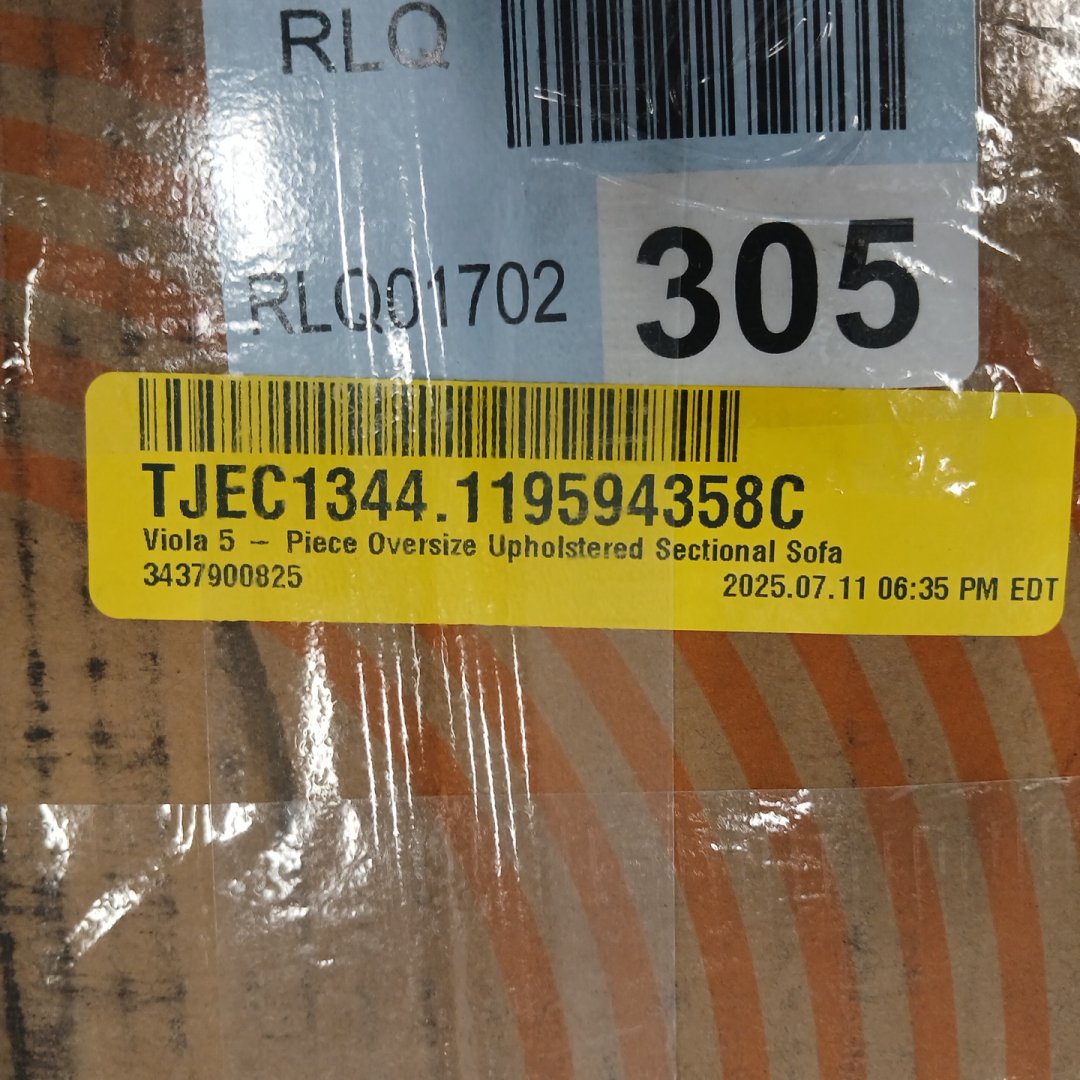 RLQ
RLQ01702
305
TJEC1344.119594358C
Viola 5 – Piece Oversize Upholstered Sectional Sofa
3437900825
2025.07.11 06:35 PM EDT